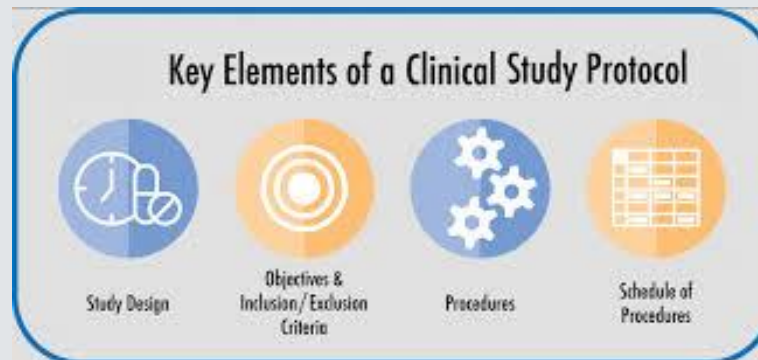 Key Elements of a Clinical Study Protocol
Study Design
Objectives &
Inclusion/Exclusion
Criteria
Procedures
Schedule of
Procedures